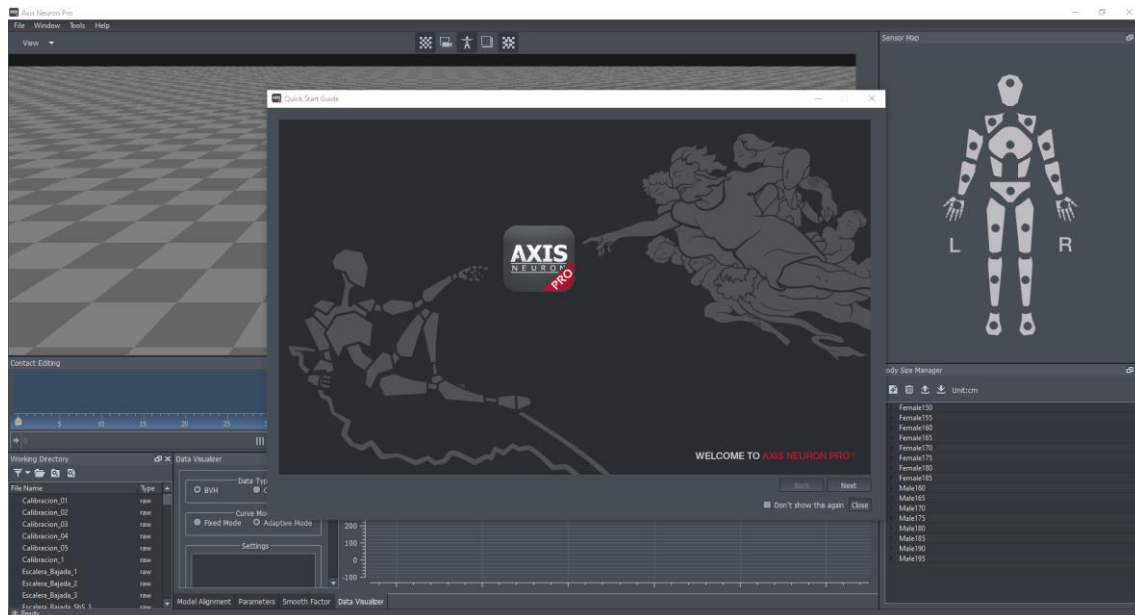 Axis Neuron Pro
File Window Tools Help
View
Sensor Map
Quick Start Guide
AXIS
NEURON
PRO
L R
WELCOME TO AXIS NEURON PRO !
Back Next
Don't show this again Close
Contact Editing
5 10 15 20 25
Body Size Manager
Unit:cm
Female150
Female155
Female160
Female165
Female170
Female175
Female180
Female185
Male160
Male165
Male170
Male175
Male180
Male185
Male190
Male195
Working Directory
File Name Type
Calibracion_01 raw
Calibracion_02 raw
Calibracion_03 raw
Calibracion_04 raw
Calibracion_05 raw
Calibracion_1 raw
Escalera_Bajada_1 raw
Escalera_Bajada_2 raw
Escalera_Bajada_3 raw
Escalera_Bajada_ShS_1 raw
Ready
Data Visualizer
Data Typ
BVH C
Curve Mo
Fixed Mode Adaptive Mode
Settings
200
100
0
-100
Model Alignment Parameters Smooth Factor Data Visualizer